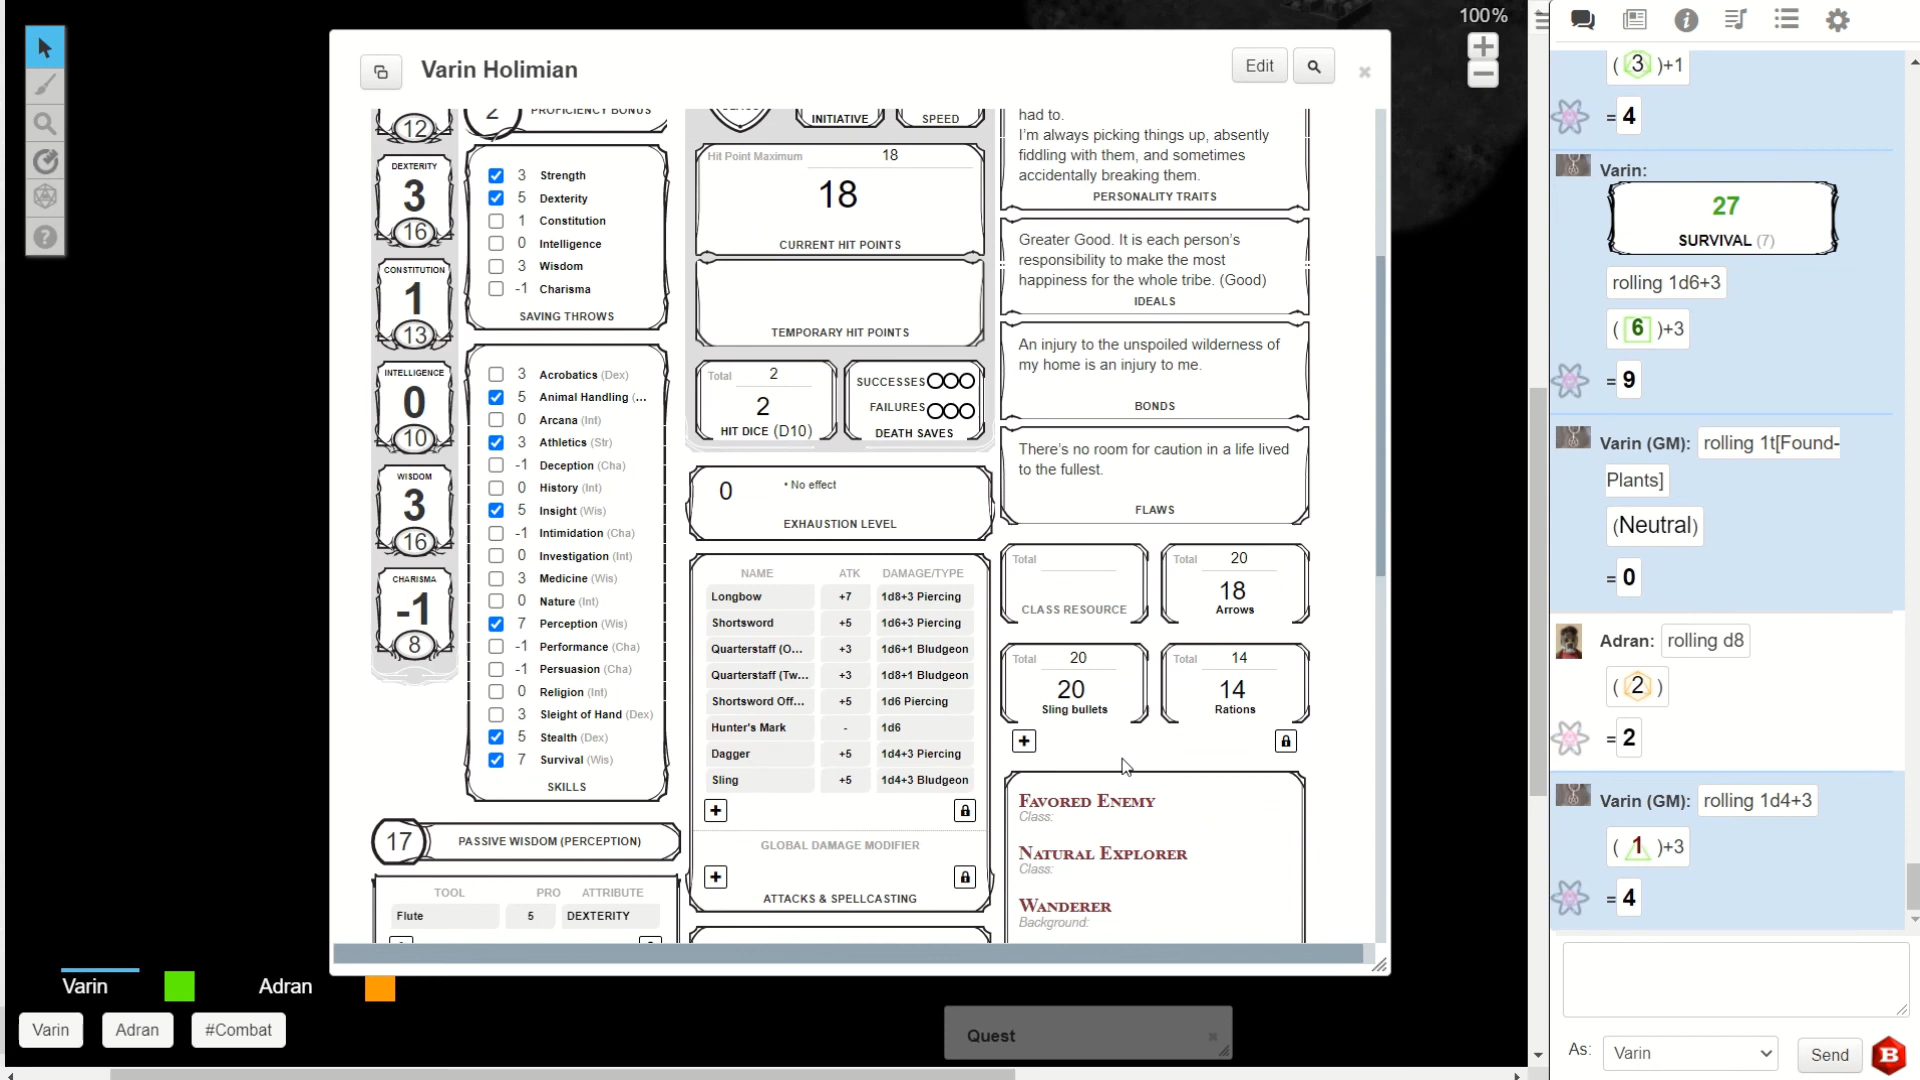 100%
Varin Holimian
Edit
12
2
PROFICIENCY BONUS
DEXTERITY
3
16
CONSTITUTION
1
13
INTELLIGENCE
0
10
WISDOM
3
16
CHARISMA
-1
8
3 Strength
5 Dexterity
1 Constitution
0 Intelligence
3 Wisdom
-1 Charisma
SAVING THROWS
3 Acrobatics (Dex)
5 Animal Handling (...
0 Arcana (Int)
3 Athletics (Str)
-1 Deception (Cha)
0 History (Int)
5 Insight (Wis)
-1 Intimidation (Cha)
0 Investigation (Int)
3 Medicine (Wis)
0 Nature (Int)
7 Perception (Wis)
-1 Performance (Cha)
-1 Persuasion (Cha)
0 Religion (Int)
3 Sleight of Hand (Dex)
5 Stealth (Dex)
7 Survival (Wis)
SKILLS
17 PASSIVE WISDOM (PERCEPTION)
TOOL PRO ATTRIBUTE
Flute 5 DEXTERITY
INITIATIVE
SPEED
Hit Point Maximum 18
18
CURRENT HIT POINTS
TEMPORARY HIT POINTS
Total 2
2
HIT DICE (D10)
SUCCESSES
FAILURES
DEATH SAVES
0 • No effect
EXHAUSTION LEVEL
NAME ATK DAMAGE/TYPE
Longbow +7 1d8+3 Piercing
Shortsword +5 1d6+3 Piercing
Quarterstaff (O... +3 1d6+1 Bludgeon
Quarterstaff (Tw... +3 1d8+1 Bludgeon
Shortsword Off... +5 1d6 Piercing
Hunter's Mark - 1d6
Dagger +5 1d4+3 Piercing
Sling +5 1d4+3 Bludgeon
GLOBAL DAMAGE MODIFIER
ATTACKS & SPELLCASTING
had to.
I'm always picking things up, absently
fiddling with them, and sometimes
accidentally breaking them.
PERSONALITY TRAITS
Greater Good. It is each person's
responsibility to make the most
happiness for the whole tribe. (Good)
IDEALS
An injury to the unspoiled wilderness of
my home is an injury to me.
BONDS
There's no room for caution in a life lived
to the fullest.
FLAWS
Total
CLASS RESOURCE
Total 20
18
Arrows
Total 20
20
Sling bullets
Total 14
14
Rations
FAVORED ENEMY
Class:
NATURAL EXPLORER
Class:
WANDERER
Background:
Varin
Adran
Varin
Adran
#Combat
Quest
(3)+1
=4
Varin:
27
SURVIVAL (7)
rolling 1d6+3
(6)+3
=9
Varin (GM): rolling 1t[Found-
Plants]
(Neutral)
=0
Adran: rolling d8
(2)
=2
Varin (GM): rolling 1d4+3
(1)+3
=4
As: Varin
Send